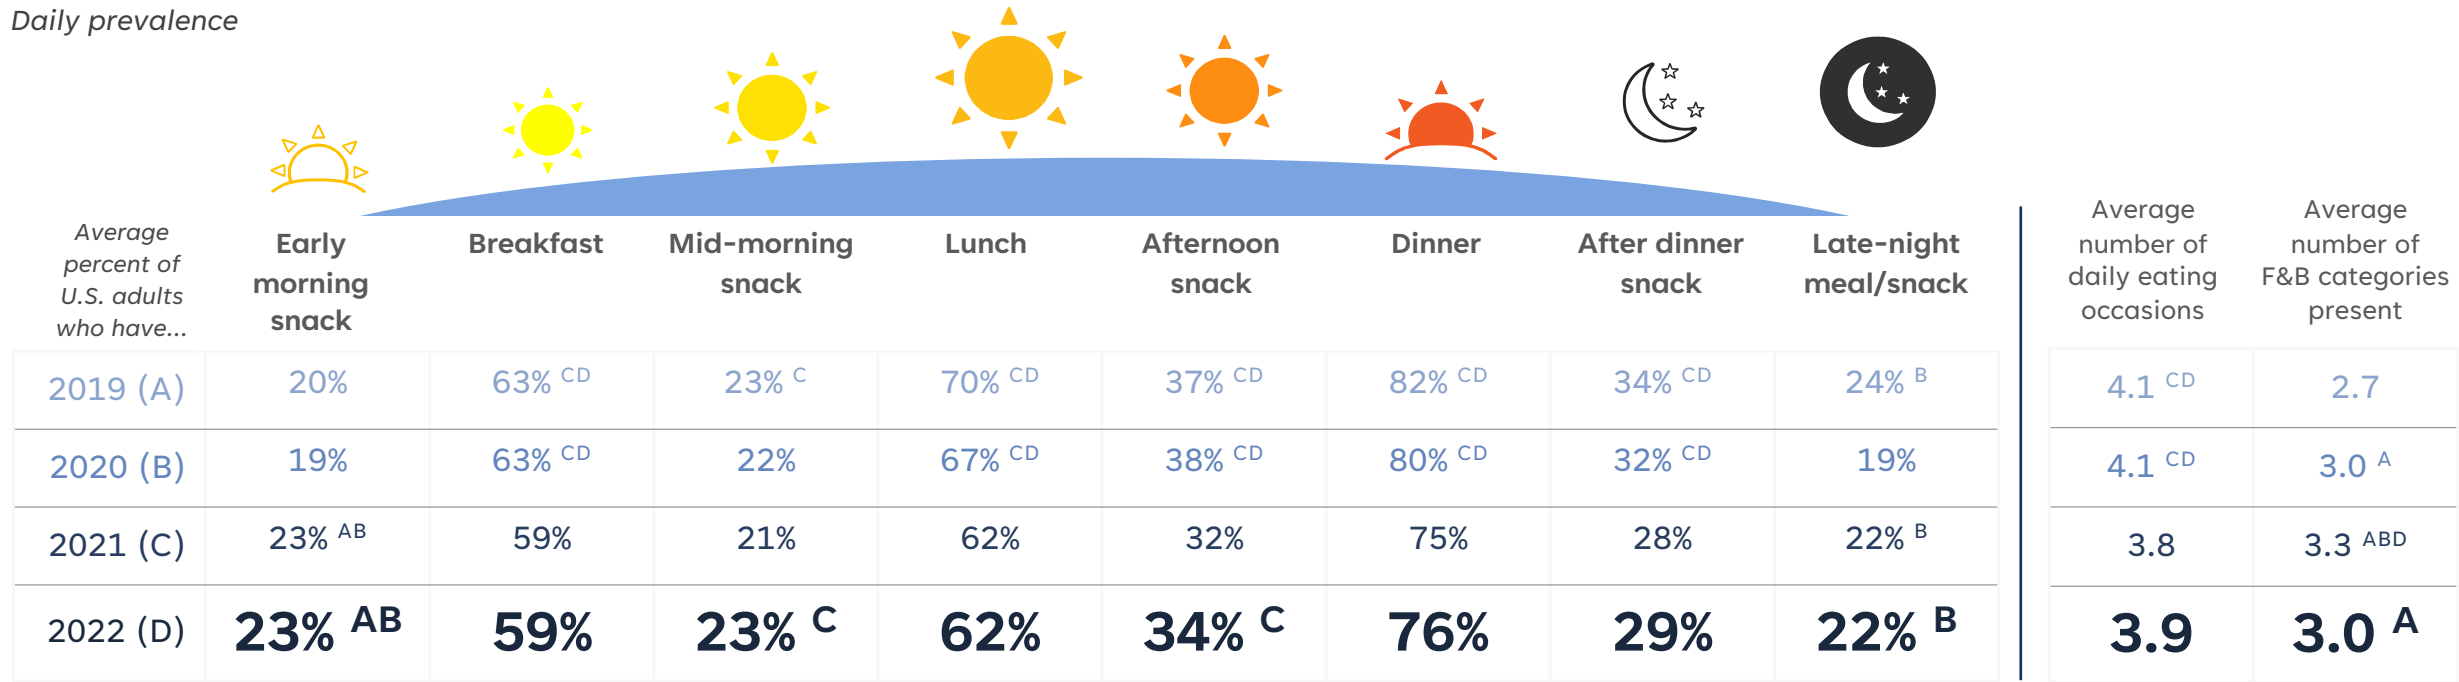 Daily prevalence
Average
percent of
U.S. adults
who have...
Early
morning
snack
Breakfast
Mid-morning
snack
Lunch
Afternoon
snack
Dinner
After dinner
snack
Late-night
meal/snack
Average
number of
daily eating
occasions
Average
number of
F&B categories
present
2019 (A) 20% 63% CD 23% C 70% CD 37% CD 82% CD 34% CD 24% B 4.1 CD 2.7
2020 (B) 19% 63% CD 22% 67% CD 38% CD 80% CD 32% CD 19% 4.1 CD 3.0 A
2021 (C) 23% AB 59% 21% 62% 32% 75% 28% 22% B 3.8 3.3 ABD
2022 (D) 23% AB 59% 23% C 62% 34% C 76% 29% 22% B 3.9 3.0 A